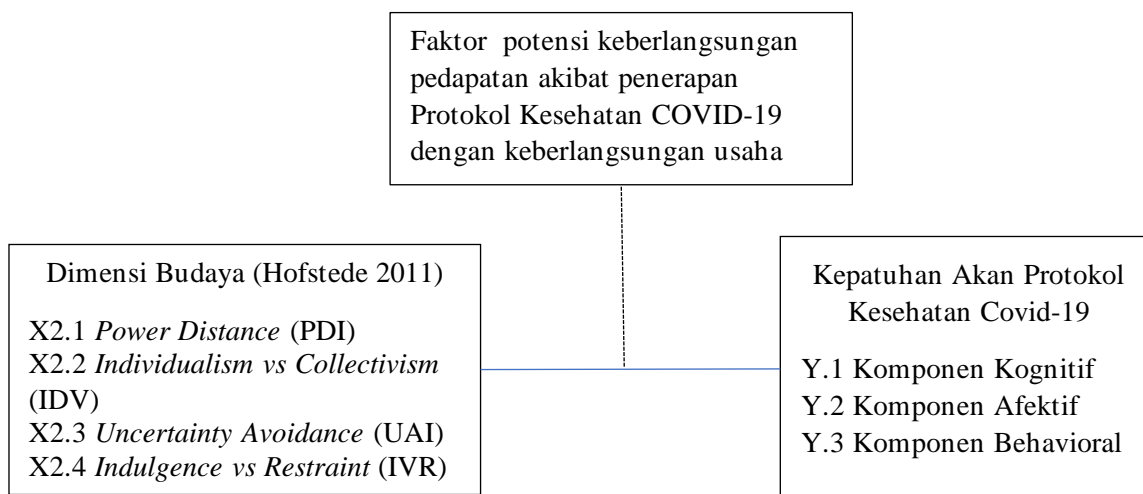 Faktor potensi keberlangsungan
pedapatan akibat penerapan
Protokol Kesehatan COVID-19
dengan keberlangsungan usaha
Dimensi Budaya (Hofstede 2011)
X2.1 Power Distance (PDI)
X2.2 Individualism vs Collectivism
(IDV)
X2.3 Uncertainty Avoidance (UAI)
X2.4 Indulgence vs Restraint (IVR)
Kepatuhan Akan Protokol
Kesehatan Covid-19
Y.1 Komponen Kognitif
Y.2 Komponen Afektif
Y.3 Komponen Behavioral